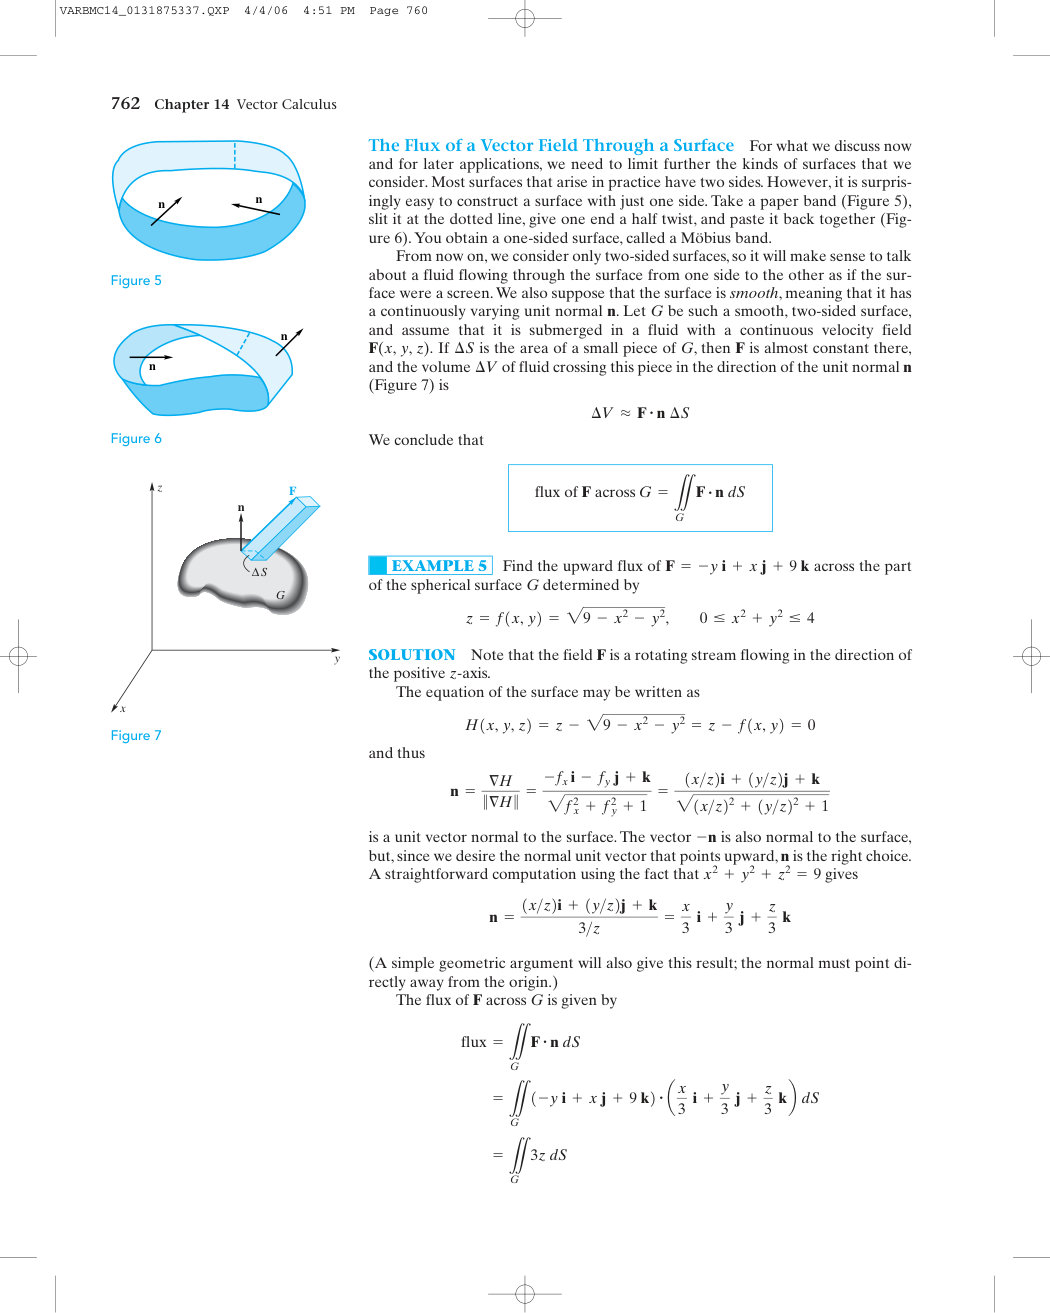 VARBMC14_0131875337.QXP 4/4/06 4:51 PM Page 760
762 Chapter 14 Vector Calculus
n
n
Figure 5
n
n
Figure 6
z
F
n
ΔS
G
y
x
Figure 7
The Flux of a Vector Field Through a Surface For what we discuss now
and for later applications, we need to limit further the kinds of surfaces that we
consider. Most surfaces that arise in practice have two sides. However, it is surpris-
ingly easy to construct a surface with just one side. Take a paper band (Figure 5),
slit it at the dotted line, give one end a half twist, and paste it back together (Fig-
ure 6). You obtain a one-sided surface, called a Möbius band.
From now on, we consider only two-sided surfaces, so it will make sense to talk
about a fluid flowing through the surface from one side to the other as if the sur-
face were a screen. We also suppose that the surface is smooth, meaning that it has
a continuously varying unit normal n. Let G be such a smooth, two-sided surface,
and assume that it is submerged in a fluid with a continuous velocity field
F(x, y, z). If ΔS is the area of a small piece of G, then F is almost constant there,
and the volume ΔV of fluid crossing this piece in the direction of the unit normal n
(Figure 7) is
ΔV ≈ F · n ΔS
We conclude that
flux of F across G = ∬_G F · n dS
EXAMPLE 5 Find the upward flux of F = −y i + x j + 9 k across the part
of the spherical surface G determined by
z = f(x, y) = √(9 − x² − y²), 0 ≤ x² + y² ≤ 4
SOLUTION Note that the field F is a rotating stream flowing in the direction of
the positive z-axis.
The equation of the surface may be written as
H(x, y, z) = z − √(9 − x² − y²) = z − f(x, y) = 0
and thus
n = ∇H / ‖∇H‖ = (−f_x i − f_y j + k) / √(f_x² + f_y² + 1) = ((x/z)i + (y/z)j + k) / √((x/z)² + (y/z)² + 1)
is a unit vector normal to the surface. The vector −n is also normal to the surface,
but, since we desire the normal unit vector that points upward, n is the right choice.
A straightforward computation using the fact that x² + y² + z² = 9 gives
n = ((x/z)i + (y/z)j + k) / (3/z) = x/3 i + y/3 j + z/3 k
(A simple geometric argument will also give this result; the normal must point di-
rectly away from the origin.)
The flux of F across G is given by
flux = ∬_G F · n dS
= ∬_G (−y i + x j + 9 k) · (x/3 i + y/3 j + z/3 k) dS
= ∬_G 3z dS